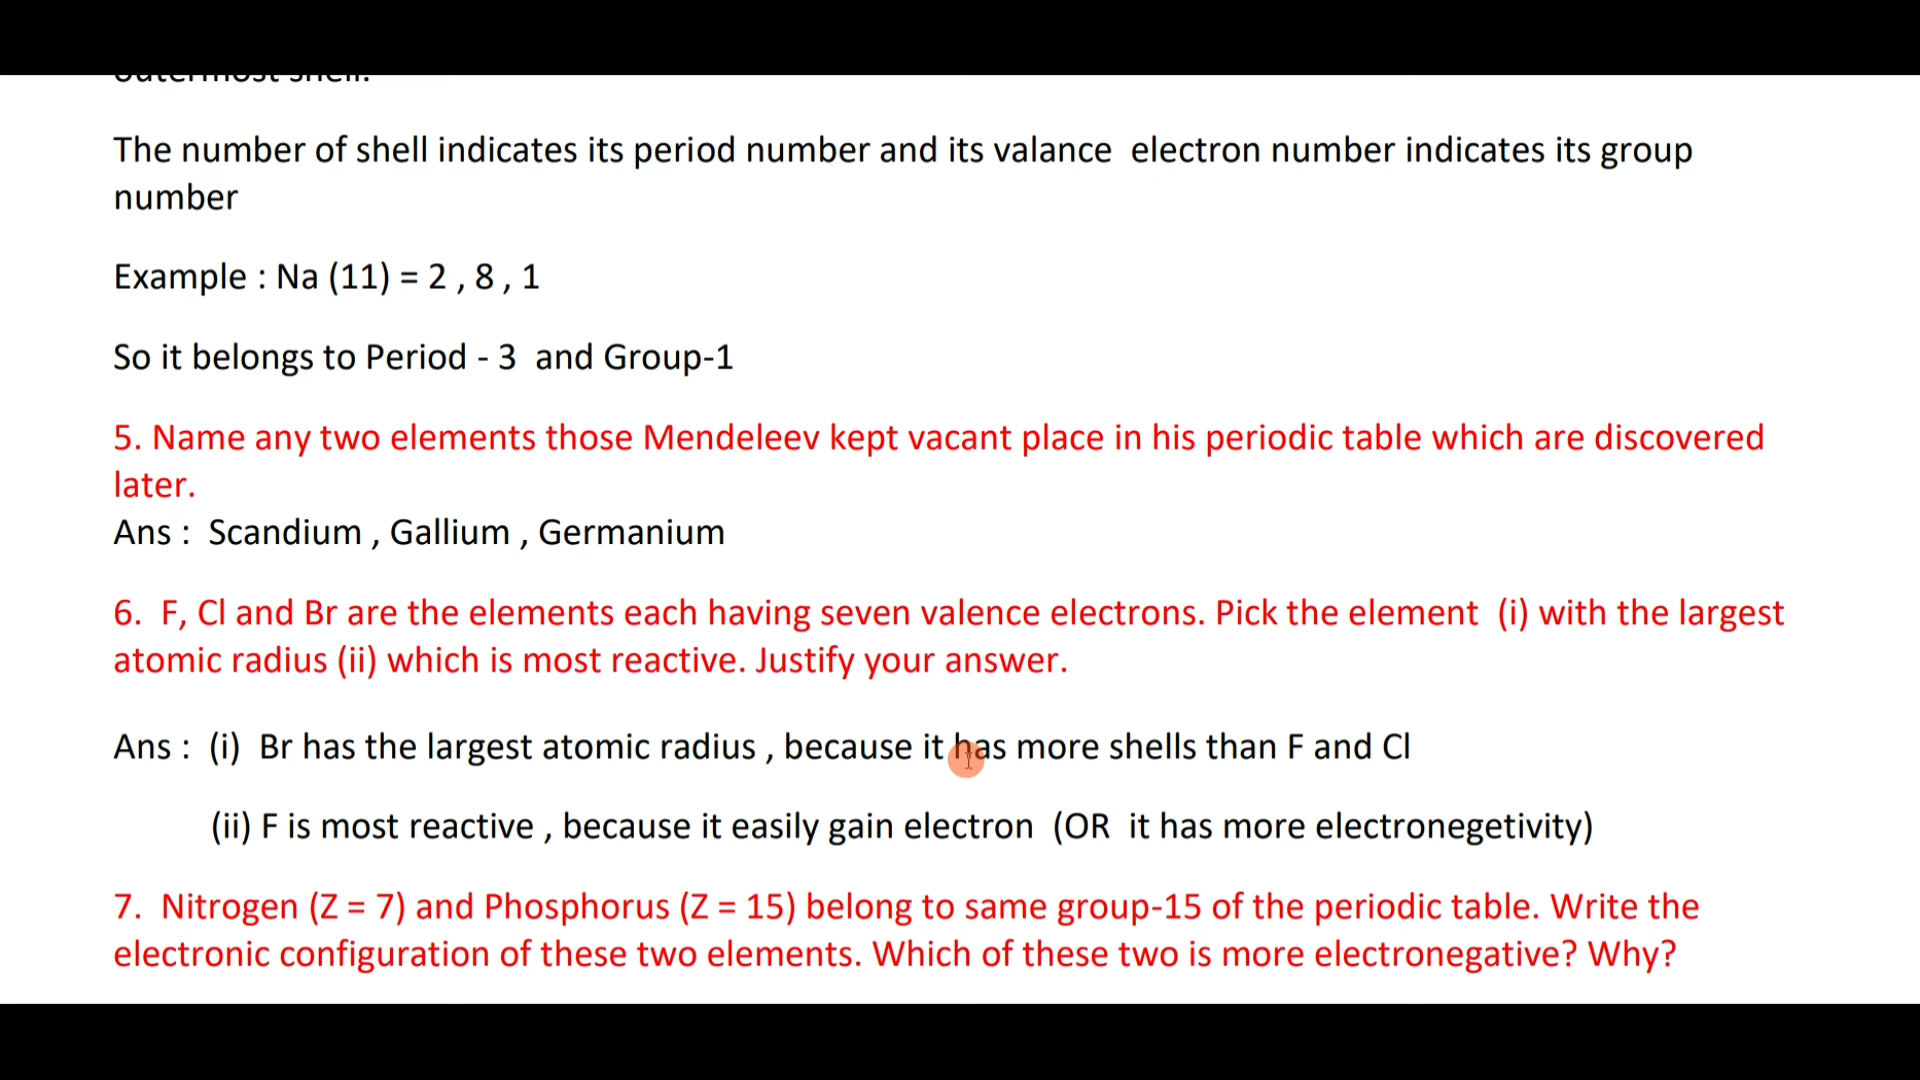 outermost shell.
The number of shell indicates its period number and its valance electron number indicates its group
number
Example : Na (11) = 2 , 8 , 1
So it belongs to Period - 3 and Group-1
5. Name any two elements those Mendeleev kept vacant place in his periodic table which are discovered
later.
Ans : Scandium , Gallium , Germanium
6. F, Cl and Br are the elements each having seven valence electrons. Pick the element (i) with the largest
atomic radius (ii) which is most reactive. Justify your answer.
Ans : (i) Br has the largest atomic radius , because it has more shells than F and Cl
(ii) F is most reactive , because it easily gain electron (OR it has more electronegetivity)
7. Nitrogen (Z = 7) and Phosphorus (Z = 15) belong to same group-15 of the periodic table. Write the
electronic configuration of these two elements. Which of these two is more electronegative? Why?